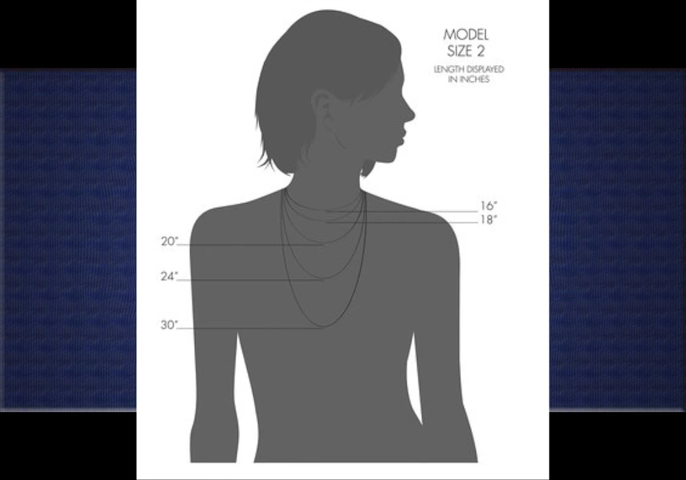 MODEL
SIZE 2
LENGTH DISPLAYED
IN INCHES
16"
18"
20"
24"
30"